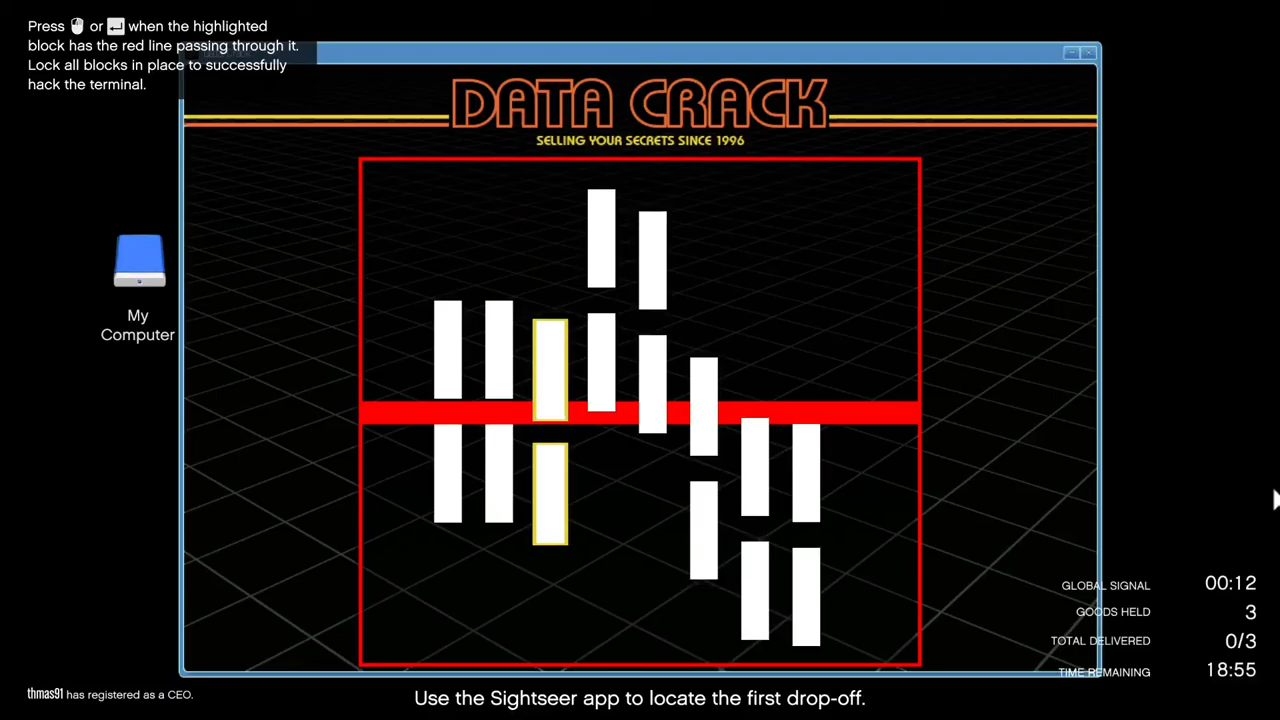 Press or when the highlighted
block has the red line passing through it.
Lock all blocks in place to successfully
hack the terminal.
DATA CRACK
SELLING YOUR SECRETS SINCE 1996
My
Computer
GLOBAL SIGNAL 00:12
GOODS HELD 3
TOTAL DELIVERED 0/3
TIME REMAINING 18:55
thmas91 has registered as a CEO.
Use the Sightseer app to locate the first drop-off.